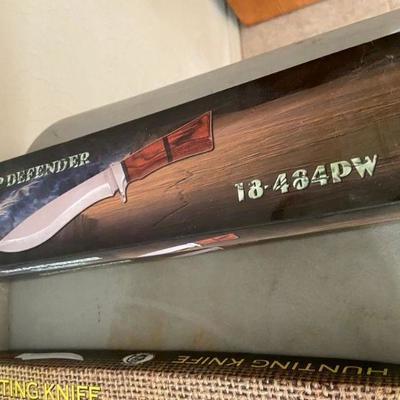 DEFENDER
18-484PW
HUNTING KNIFE
TING KNIFE